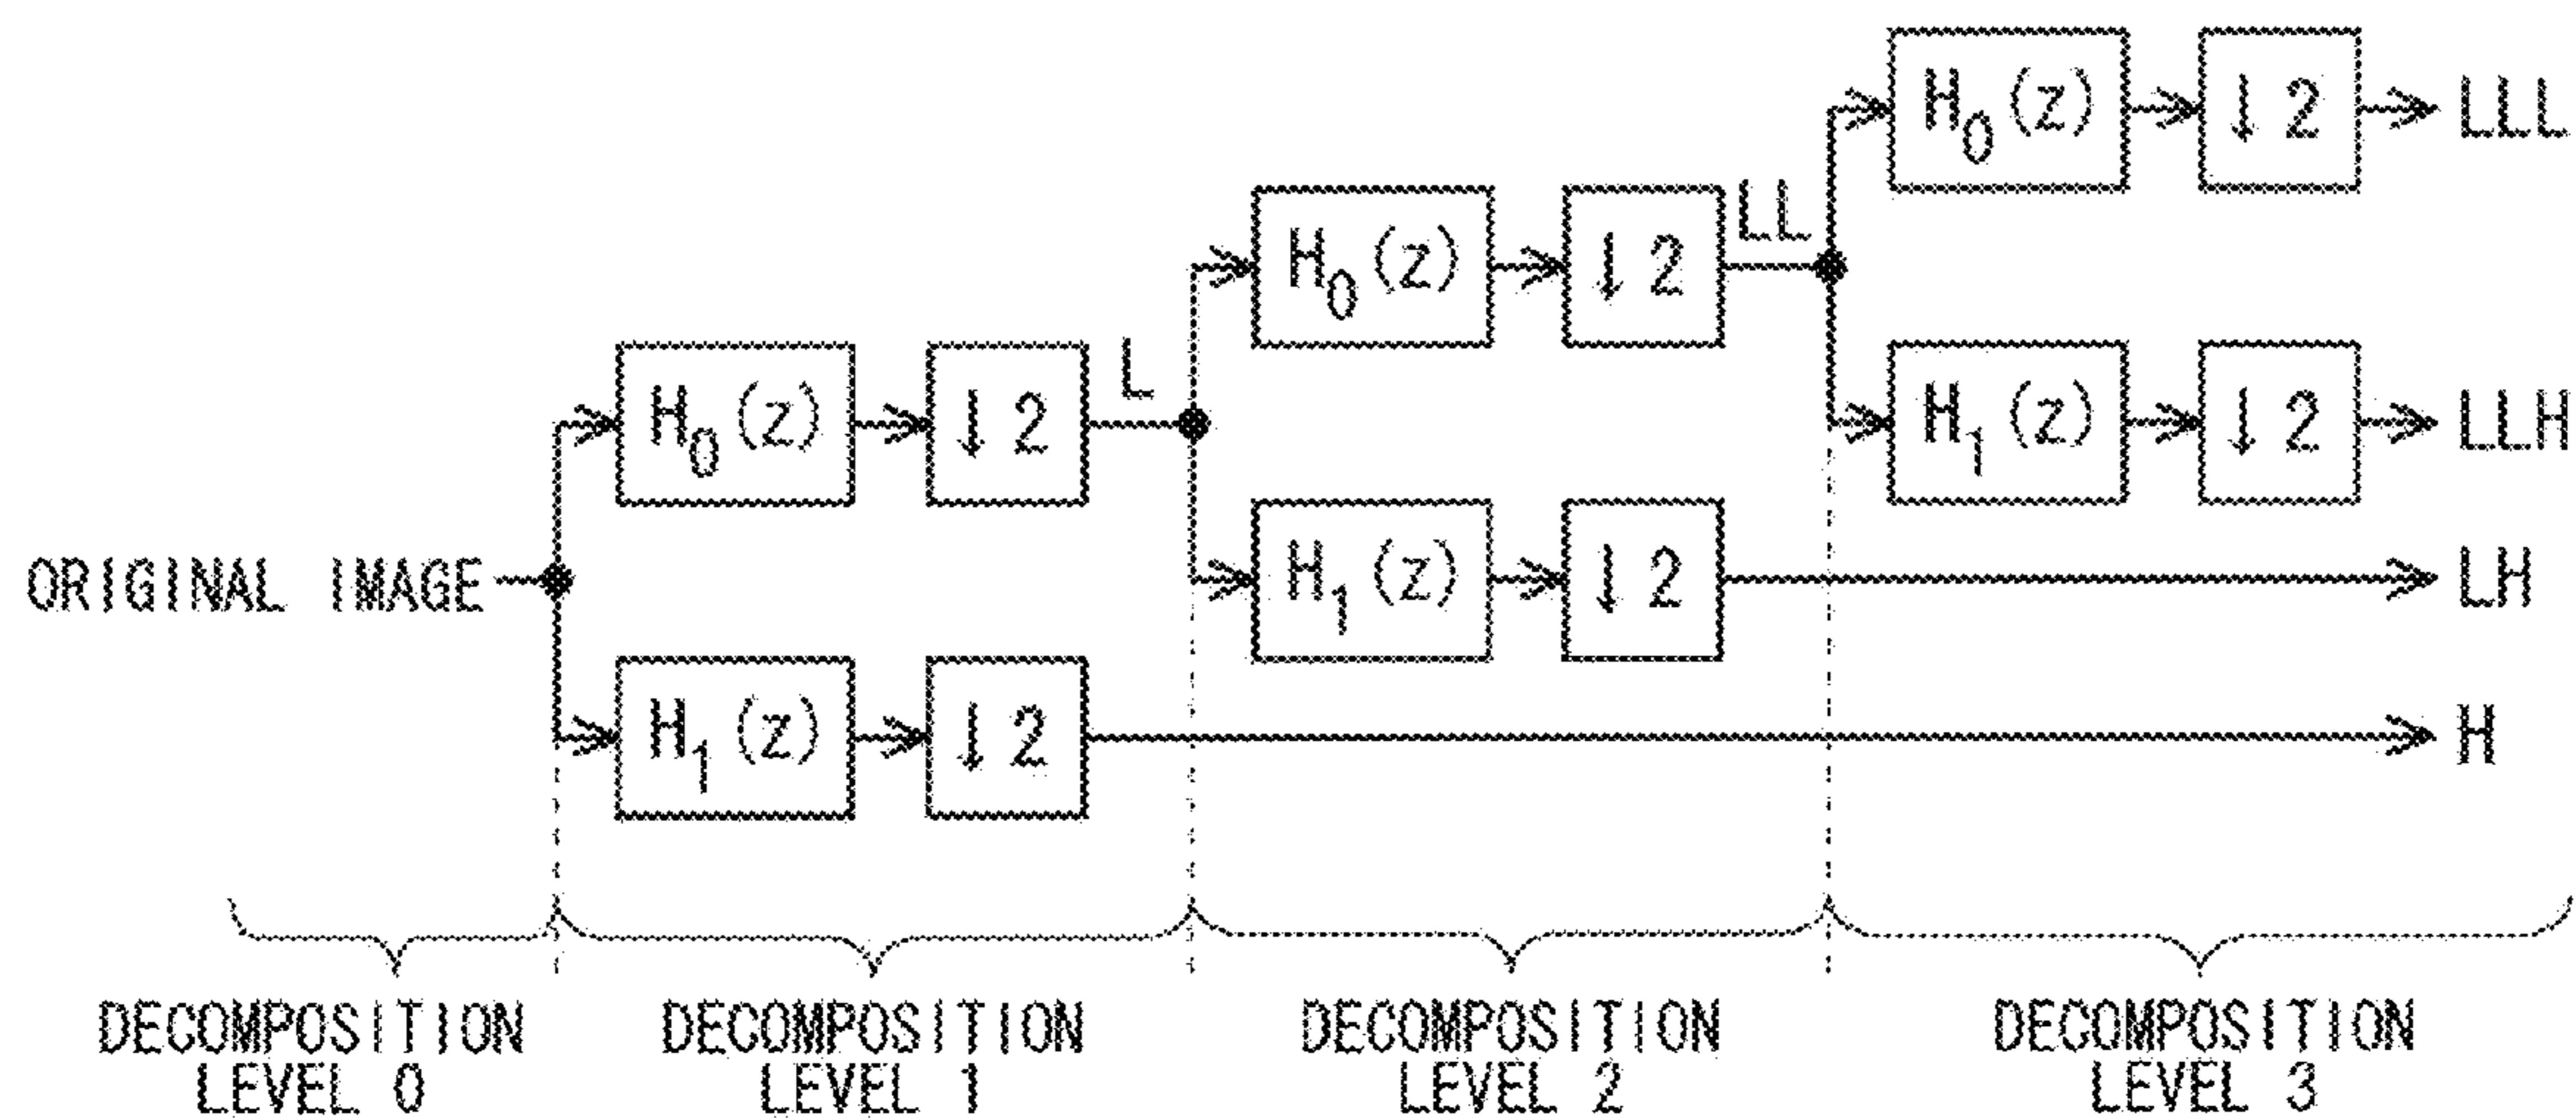 H0(z) ↓2 LLL
H0(z) ↓2 LL
H0(z) ↓2 L
H1(z) ↓2 LLH
ORIGINAL IMAGE
H1(z) ↓2 LH
H1(z) ↓2 H
DECOMPOSITION LEVEL 0
DECOMPOSITION LEVEL 1
DECOMPOSITION LEVEL 2
DECOMPOSITION LEVEL 3